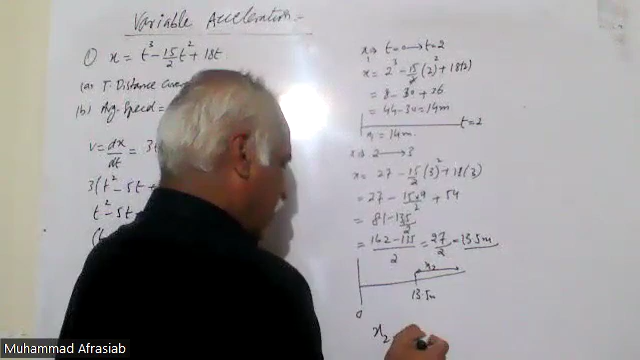 Variable Acceleration
① x = t³ - 15/2 t² + 18t
(a) T. Distance
(b) Avg. Speed =
v = dx/dt = 3t
3(t² - 5t +
t² - 5t
x₁ ⇒ t=0 → t=2
x = 2³ - 15/2 (2)² + 18(2)
= 8 - 30 + 36
= 44 - 30 = 14m
t=2
x₁ = 14m.
2 → 3
x = 27 - 15/2 (3)² + 18(3)
= 27 - 15×9/2 + 54
= 81 - 135/2
= 162 - 135/2 = 27/2 = 13.5m
x₂
13.5m
0
x₂
Muhammad Afrasiab